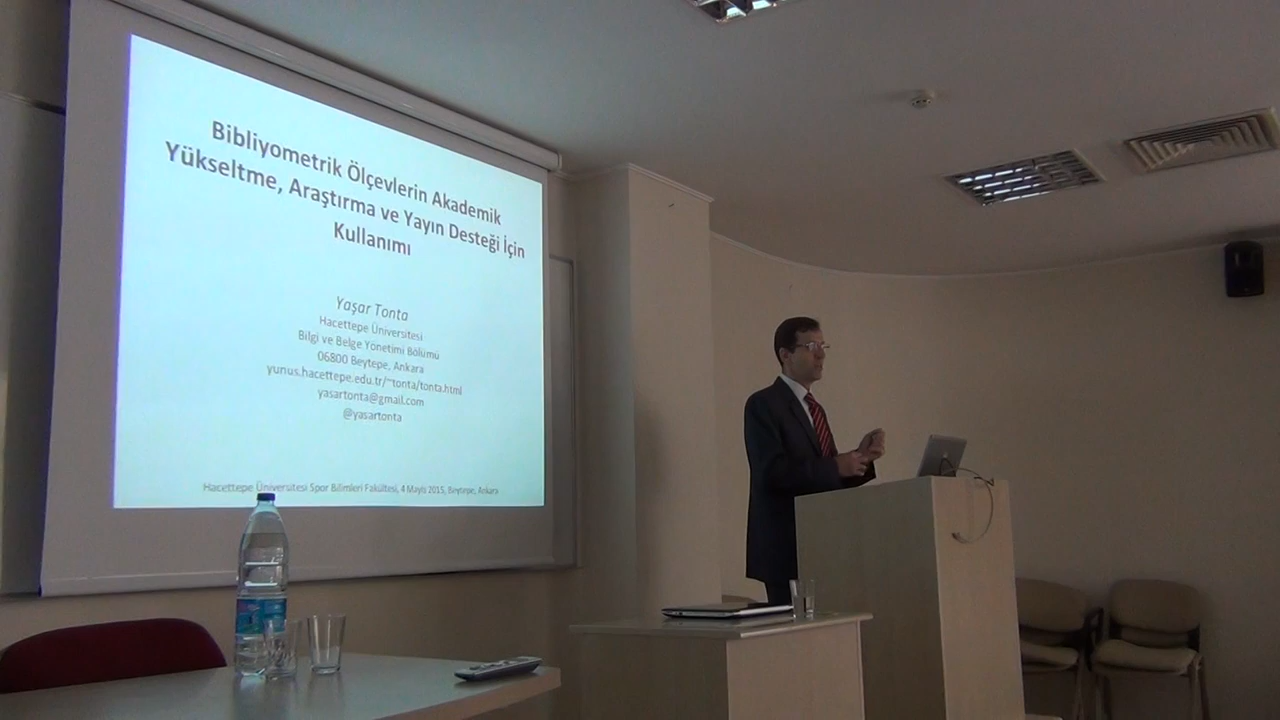 Bibliyometrik Ölçevlerin Akademik
Yükseltme, Araştırma ve Yayın Desteği İçin
Kullanımı
Yaşar Tonta
Hacettepe Üniversitesi
Bilgi ve Belge Yönetimi Bölümü
06800 Beytepe, Ankara
yunus.hacettepe.edu.tr/~tonta/tonta.html
yasartonta@gmail.com
@yasartonta
Hacettepe Üniversitesi Spor Bilimleri Fakültesi, 4 Mayıs 2015, Beytepe, Ankara